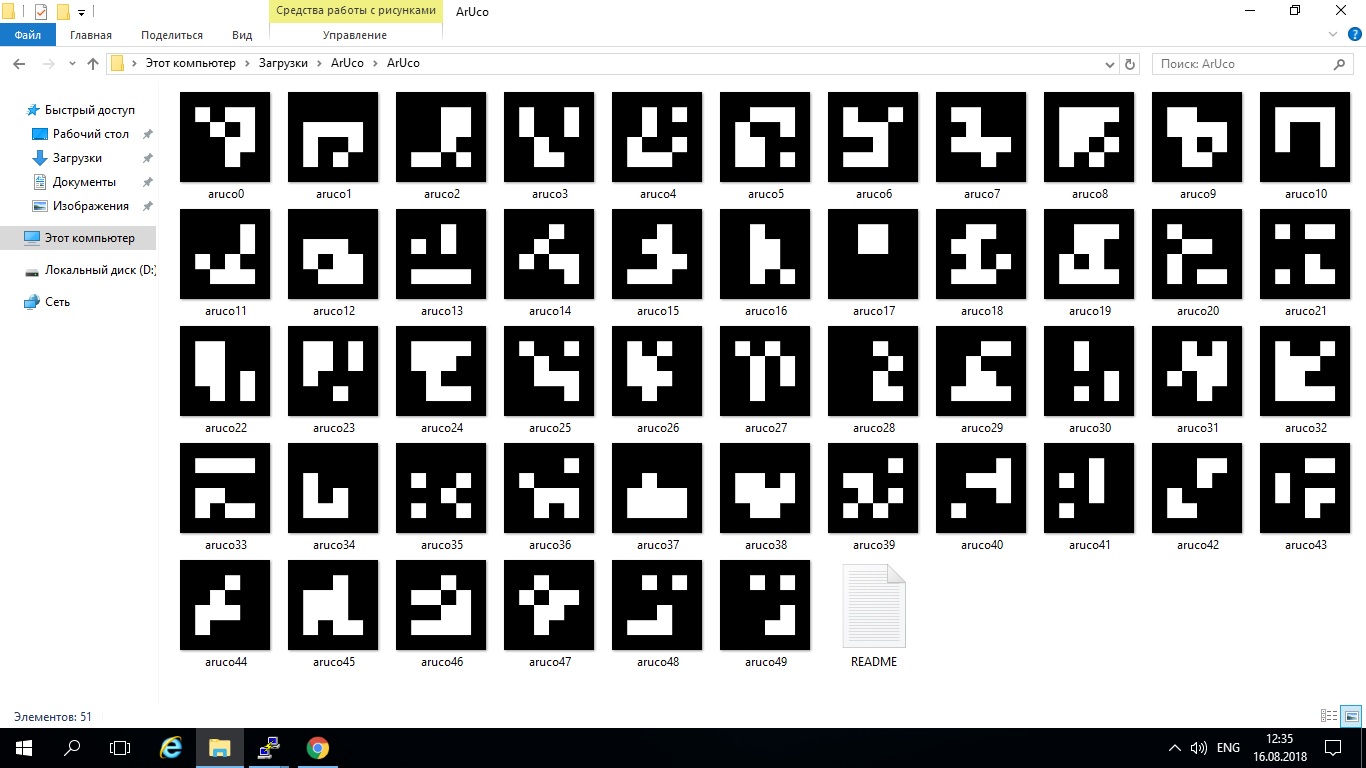 Средства работы с рисунками ArUco
Файл Главная Поделиться Вид Управление
Этот компьютер Загрузки ArUco ArUco Поиск: ArUco
Быстрый доступ
Рабочий стол
Загрузки
Документы
Изображения
Этот компьютер
Локальный диск (D:)
Сеть
aruco0 aruco1 aruco2 aruco3 aruco4 aruco5 aruco6 aruco7 aruco8 aruco9 aruco10
aruco11 aruco12 aruco13 aruco14 aruco15 aruco16 aruco17 aruco18 aruco19 aruco20 aruco21
aruco22 aruco23 aruco24 aruco25 aruco26 aruco27 aruco28 aruco29 aruco30 aruco31 aruco32
aruco33 aruco34 aruco35 aruco36 aruco37 aruco38 aruco39 aruco40 aruco41 aruco42 aruco43
aruco44 aruco45 aruco46 aruco47 aruco48 aruco49 README
Элементов: 51
ENG
12:35
16.08.2018